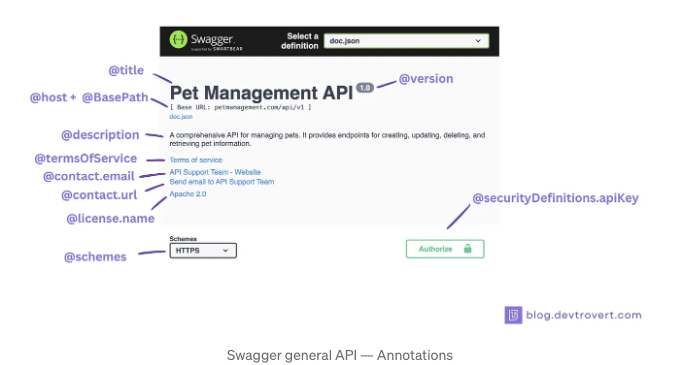 Swagger
Supported by SMARTBEAR
Select a
definition
doc.json
@title
Pet Management API
1.0
@version
@host + @BasePath
[ Base URL: petmanagement.com/api/v1 ]
doc.json
@description
A comprehensive API for managing pets. It provides endpoints for creating, updating, deleting, and
retrieving pet information.
@termsOfService
Terms of service
@contact.email
API Support Team - Website
@contact.url
Send email to API Support Team
@license.name
Apache 2.0
@securityDefinitions.apiKey
@schemes
Schemes
HTTPS
Authorize
blog.devtrovert.com
Swagger general API — Annotations